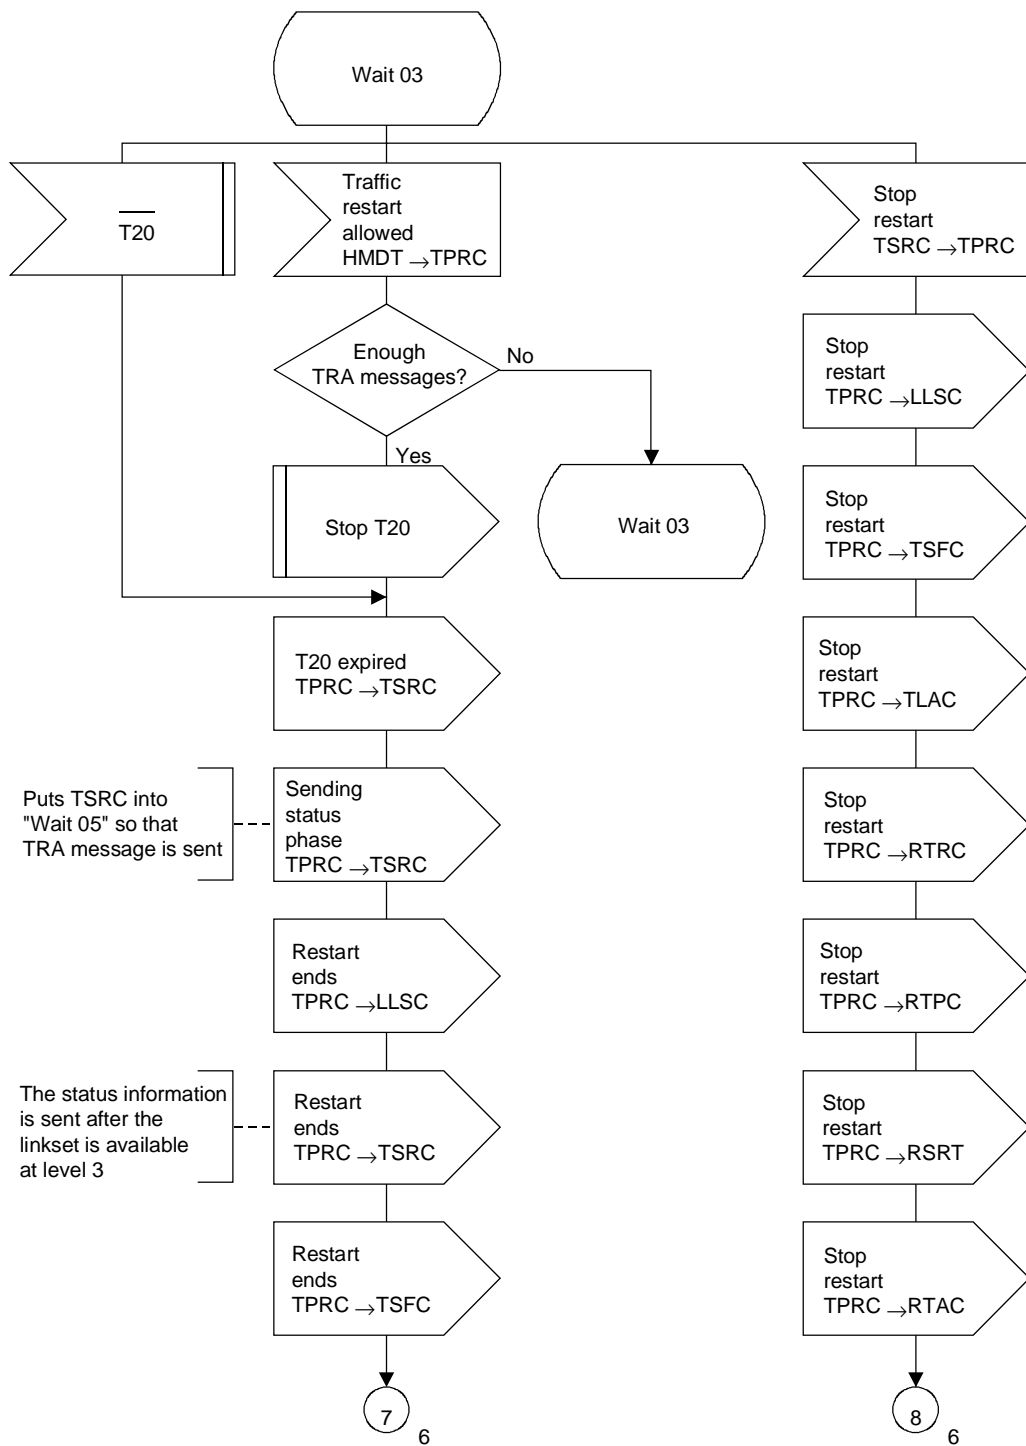 Wait 03
T20
Traffic
restart
allowed
HMDT → TPRC
Stop
restart
TSRC → TPRC
Enough
TRA messages?
No
Yes
Stop
restart
TPRC → LLSC
Stop T20
Wait 03
Stop
restart
TPRC → TSFC
T20 expired
TPRC → TSRC
Stop
restart
TPRC → TLAC
Puts TSRC into
"Wait 05" so that
TRA message is sent
Sending
status
phase
TPRC → TSRC
Stop
restart
TPRC → RTRC
Restart
ends
TPRC → LLSC
Stop
restart
TPRC → RTPC
The status information
is sent after the
linkset is available
at level 3
Restart
ends
TPRC → TSRC
Stop
restart
TPRC → RSRT
Restart
ends
TPRC → TSFC
Stop
restart
TPRC → RTAC
7
6
8
6